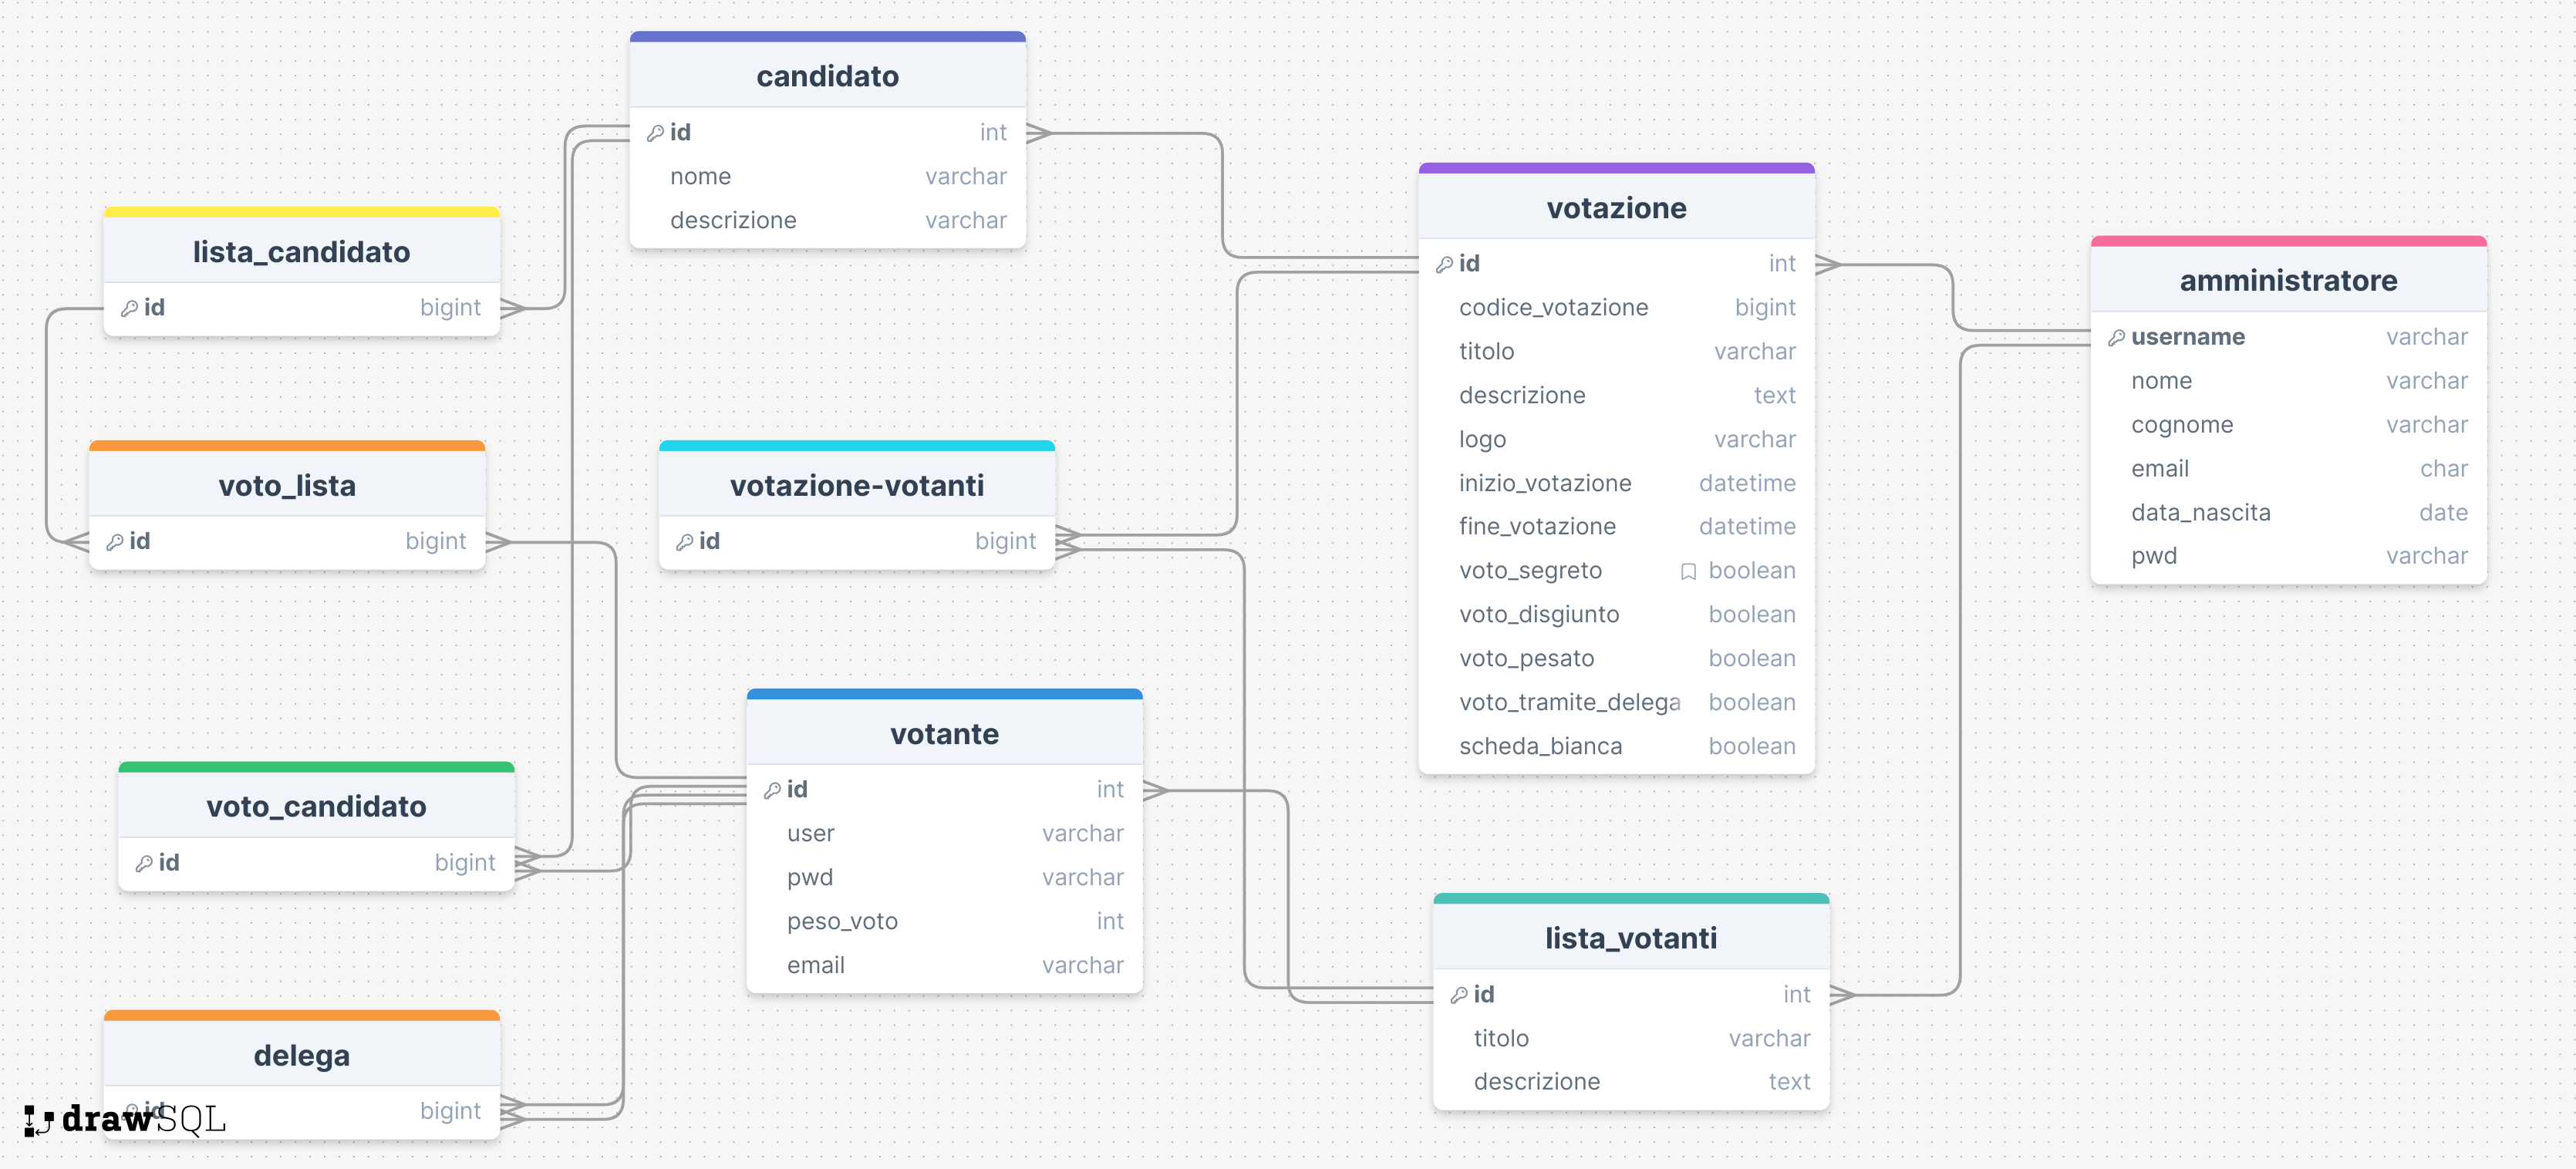 candidato
id int
nome varchar
descrizione varchar
lista_candidato
id bigint
voto_lista
id bigint
votazione-votanti
id bigint
votazione
id int
codice_votazione bigint
titolo varchar
descrizione text
logo varchar
inizio_votazione datetime
fine_votazione datetime
voto_segreto boolean
voto_disgiunto boolean
voto_pesato boolean
voto_tramite_delega boolean
scheda_bianca boolean
amministratore
username varchar
nome varchar
cognome varchar
email char
data_nascita date
pwd varchar
voto_candidato
id bigint
votante
id int
user varchar
pwd varchar
peso_voto int
email varchar
lista_votanti
id int
titolo varchar
descrizione text
delega
id bigint
drawSQL